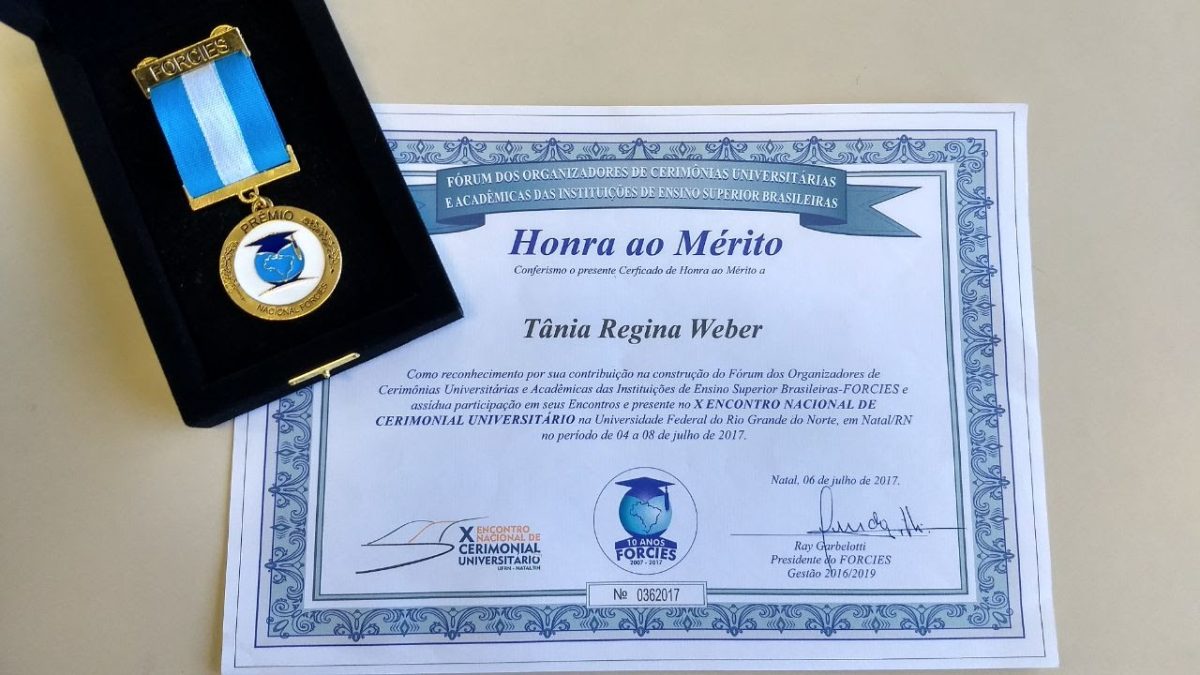 FORCIES
PRÊMIO
NACIONAL FORCIES
FÓRUM DOS ORGANIZADORES DE CERIMÔNIAS UNIVERSITÁRIAS
E ACADÊMICAS DAS INSTITUIÇÕES DE ENSINO SUPERIOR BRASILEIRAS
Honra ao Mérito
Conferismo o presente Cerficado de Honra ao Mérito a
Tânia Regina Weber
Como reconhecimento por sua contribuição na construção do Fórum dos Organizadores de
Cerimônias Universitárias e Acadêmicas das Instituições de Ensino Superior Brasileiras-FORCIES e
assídua participação em seus Encontros e presente no X ENCONTRO NACIONAL DE
CERIMONIAL UNIVERSITÁRIO na Universidade Federal do Rio Grande do Norte, em Natal/RN
no período de 04 a 08 de julho de 2017.
Natal, 06 de julho de 2017.
Ray Garbelotti
Presidente do FORCIES
Gestão 2016/2019
X ENCONTRO
NACIONAL DE
CERIMONIAL
UNIVERSITÁRIO
UFRN - NATAL/RN
10 ANOS
FORCIES
2007 - 2017
Nº 0362017